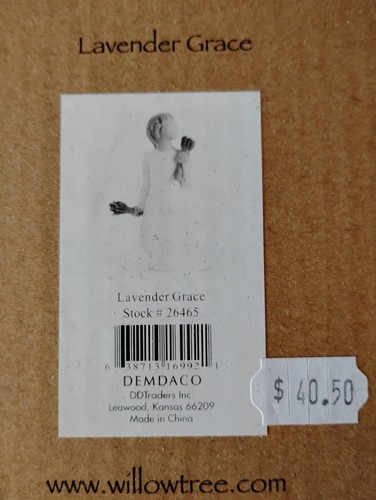 Lavender Grace
Lavender Grace
Stock # 26465
6 38713 16992 1
DEMDACO
DDTraders Inc.
Leawood, Kansas 66209
Made in China
$ 40.50
www.willowtree.com